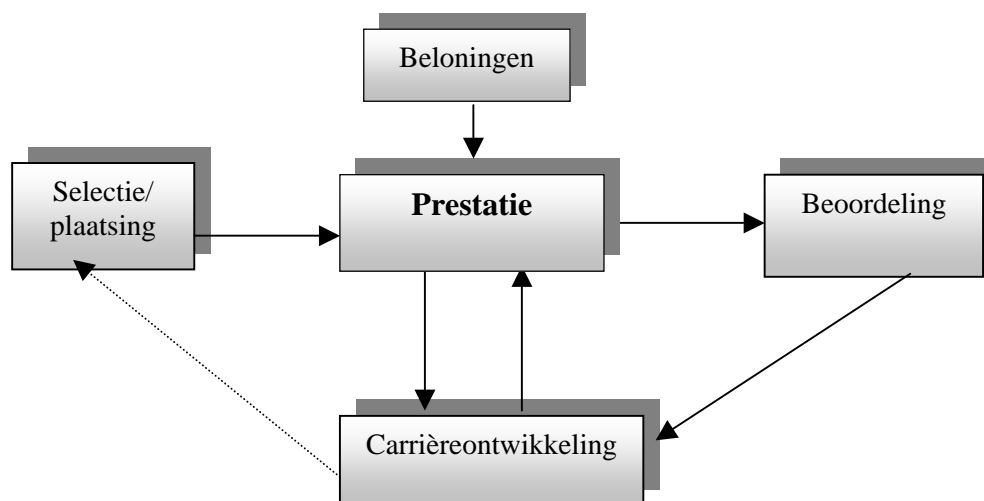 Beloningen
Selectie/
plaatsing
Prestatie
Beoordeling
Carrièreontwikkeling